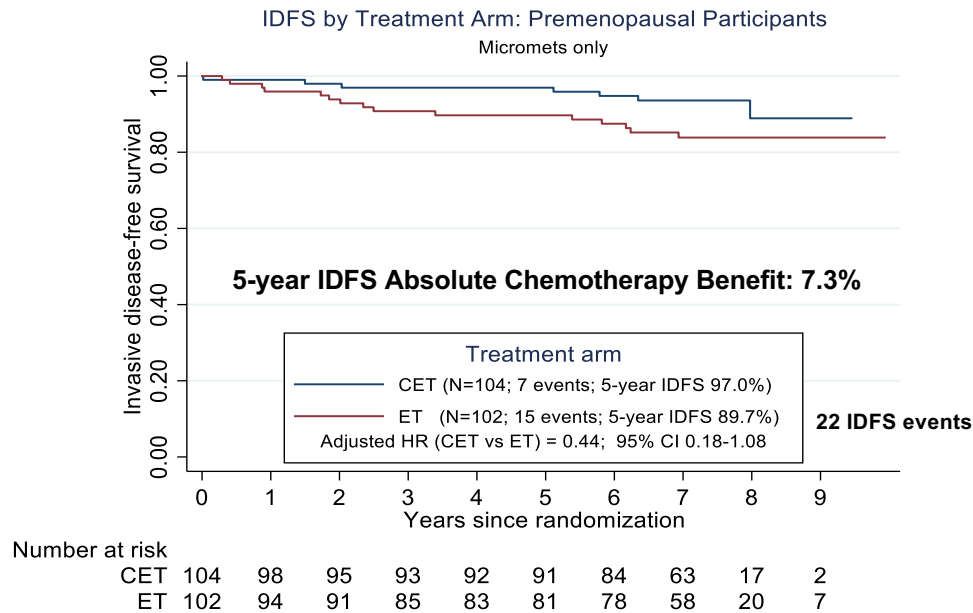 IDFS by Treatment Arm: Premenopausal Participants
Micromets only
Invasive disease-free survival
1.00
0.80
0.60
0.40
0.20
0.00
5-year IDFS Absolute Chemotherapy Benefit: 7.3%
Treatment arm
CET (N=104; 7 events; 5-year IDFS 97.0%)
ET (N=102; 15 events; 5-year IDFS 89.7%)
Adjusted HR (CET vs ET) = 0.44; 95% CI 0.18-1.08
22 IDFS events
0 1 2 3 4 5 6 7 8 9
Years since randomization
Number at risk
CET 104 98 95 93 92 91 84 63 17 2
ET 102 94 91 85 83 81 78 58 20 7